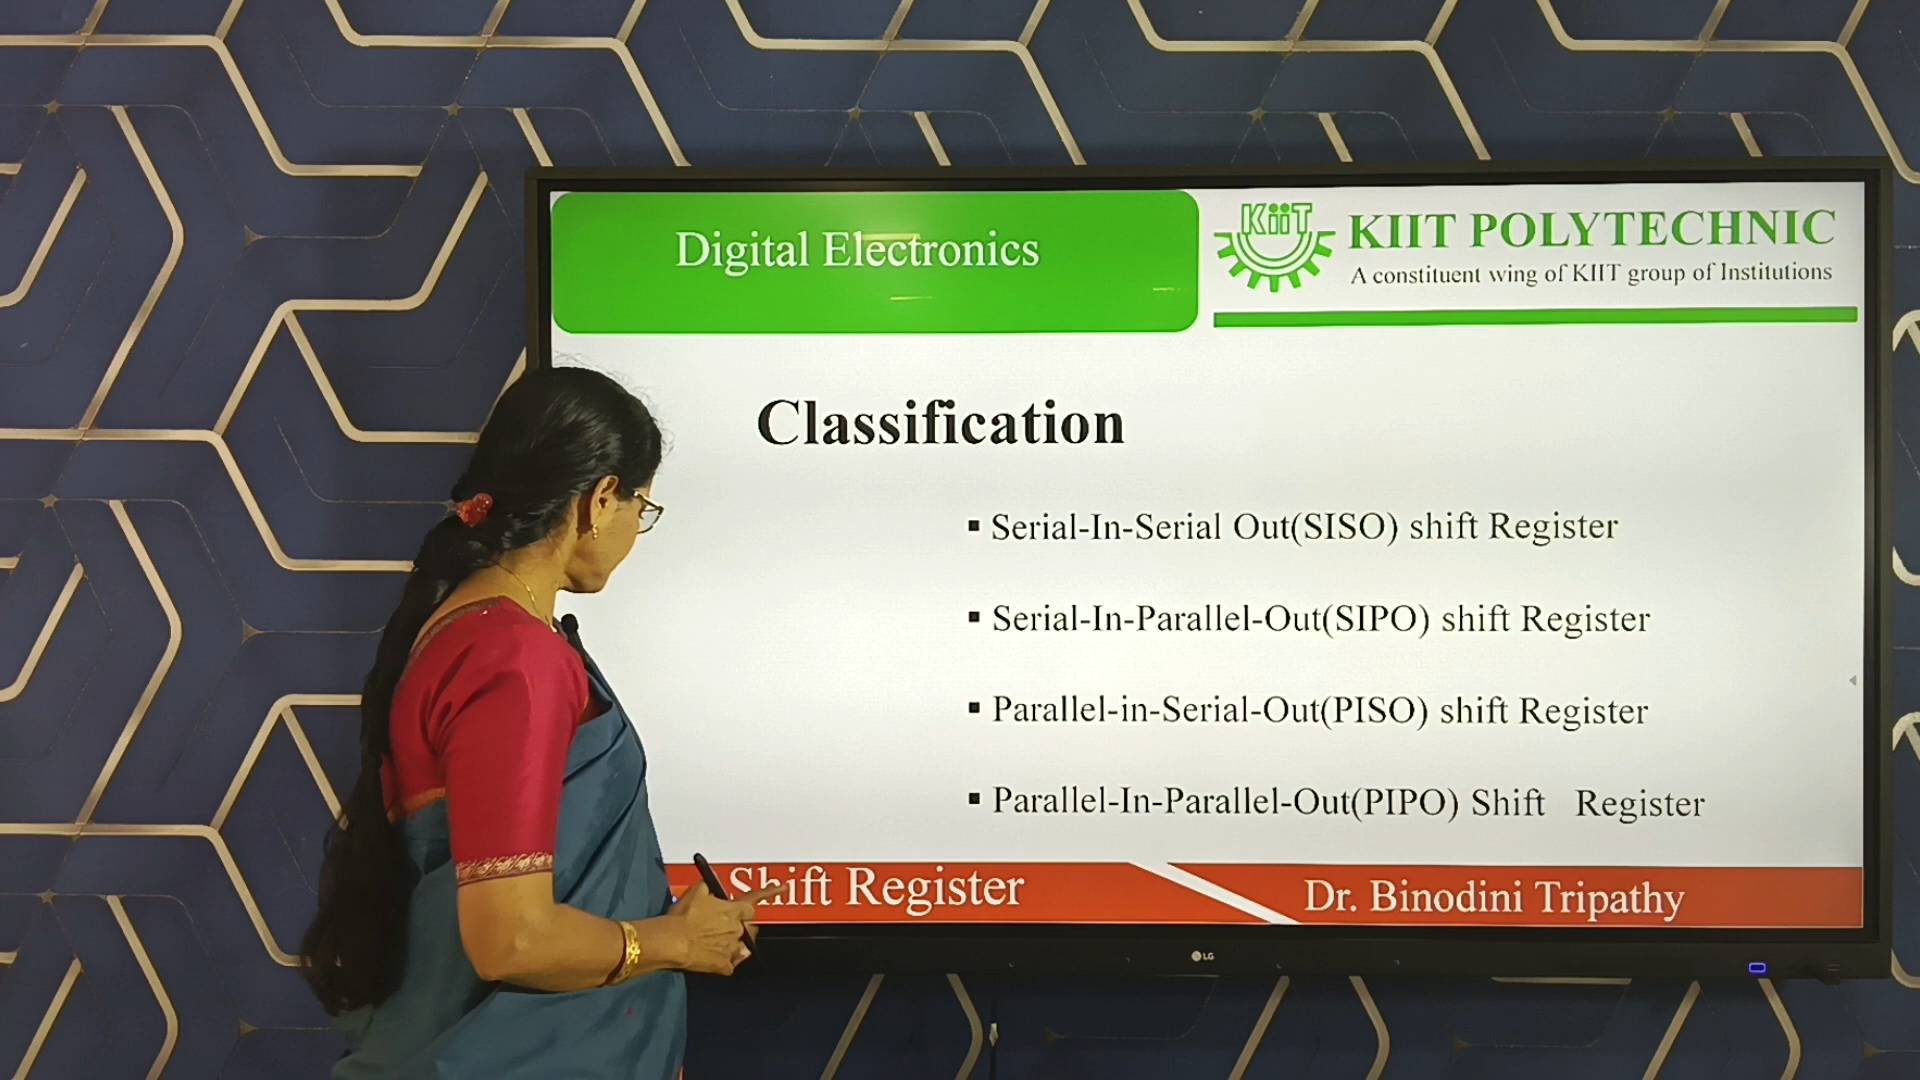 Digital Electronics
KiiT
KIIT POLYTECHNIC
A constituent wing of KIIT group of Institutions
Classification
▪ Serial-In-Serial Out(SISO) shift Register
▪ Serial-In-Parallel-Out(SIPO) shift Register
▪ Parallel-in-Serial-Out(PISO) shift Register
▪ Parallel-In-Parallel-Out(PIPO) Shift Register
Shift Register
Dr. Binodini Tripathy
LG